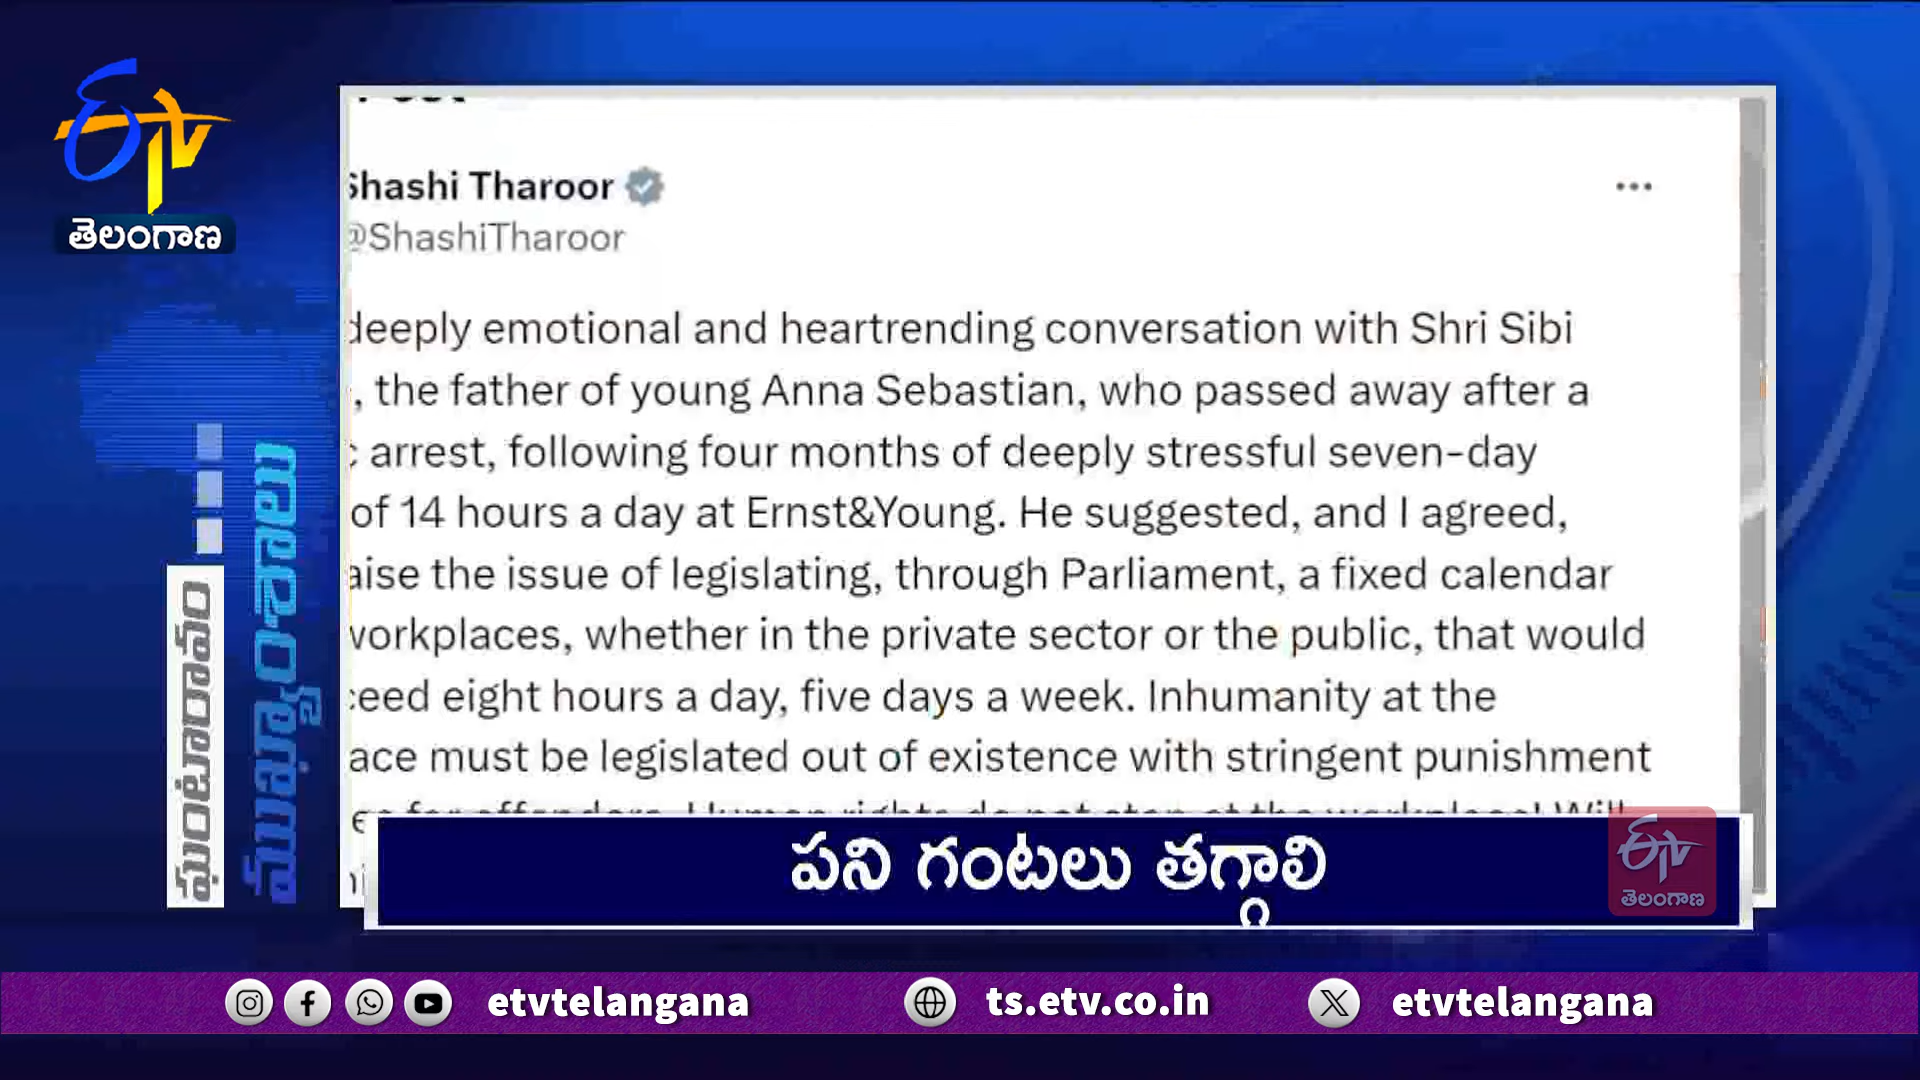 ETV
తెలంగాణ
ఘంటారావం
ముఖ్యాంశాలు
Shashi Tharoor
@ShashiTharoor
deeply emotional and heartrending conversation with Shri Sibi
, the father of young Anna Sebastian, who passed away after a
c arrest, following four months of deeply stressful seven-day
of 14 hours a day at Ernst&Young. He suggested, and I agreed,
aise the issue of legislating, through Parliament, a fixed calendar
workplaces, whether in the private sector or the public, that would
ceed eight hours a day, five days a week. Inhumanity at the
ace must be legislated out of existence with stringent punishment
పని గంటలు తగ్గాలి
ETV
తెలంగాణ
etvtelangana
ts.etv.co.in
etvtelangana